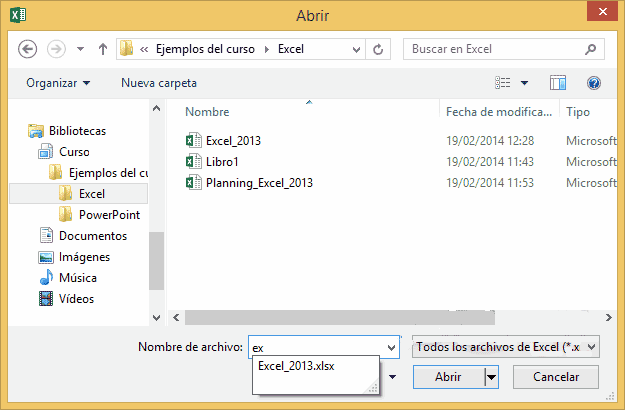 Abrir
« Ejemplos del curso Excel
Buscar en Excel
Organizar Nueva carpeta
Nombre Fecha de modifica... Tipo
Bibliotecas
Curso
Ejemplos del cu
Excel
PowerPoint
Documentos
Imágenes
Música
Vídeos
Excel_2013 19/02/2014 12:28 Microsoft
Libro1 19/02/2014 11:43 Microsoft
Planning_Excel_2013 19/02/2014 11:53 Microsoft
Nombre de archivo: ex Todos los archivos de Excel (*.x
Excel_2013.xlsx
Abrir Cancelar